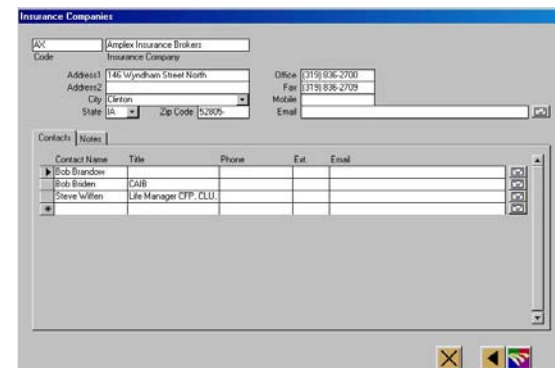 Insurance Companies
AX Amplex Insurance Brokers
Code Insurance Company
Address1 146 Wyndham Street North Office (319) 836-2700
Address2 Fax (319) 836-2709
City Clinton Mobile
State IA Zip Code 52805- Email
Contacts Notes
Contact Name Title Phone Ext. Email
Bob Brandow
Bob Briden CAIB
Steve Wiffen Life Manager CFP, CLU,